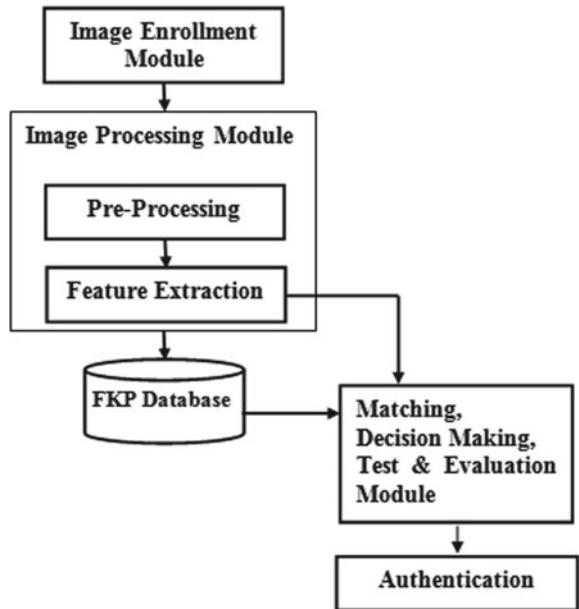 Image Enrollment
Module
Image Processing Module
Pre-Processing
Feature Extraction
FKP Database
Matching,
Decision Making,
Test & Evaluation
Module
Authentication